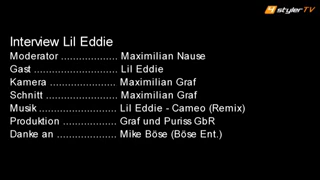 stylerTV
Interview Lil Eddie
Moderator ................... Maximilian Nause
Gast ............................ Lil Eddie
Kamera ...................... Maximilian Graf
Schnitt ........................ Maximilian Graf
Musik .......................... Lil Eddie - Cameo (Remix)
Produktion .................. Graf und Puriss GbR
Danke an .................... Mike Böse (Böse Ent.)